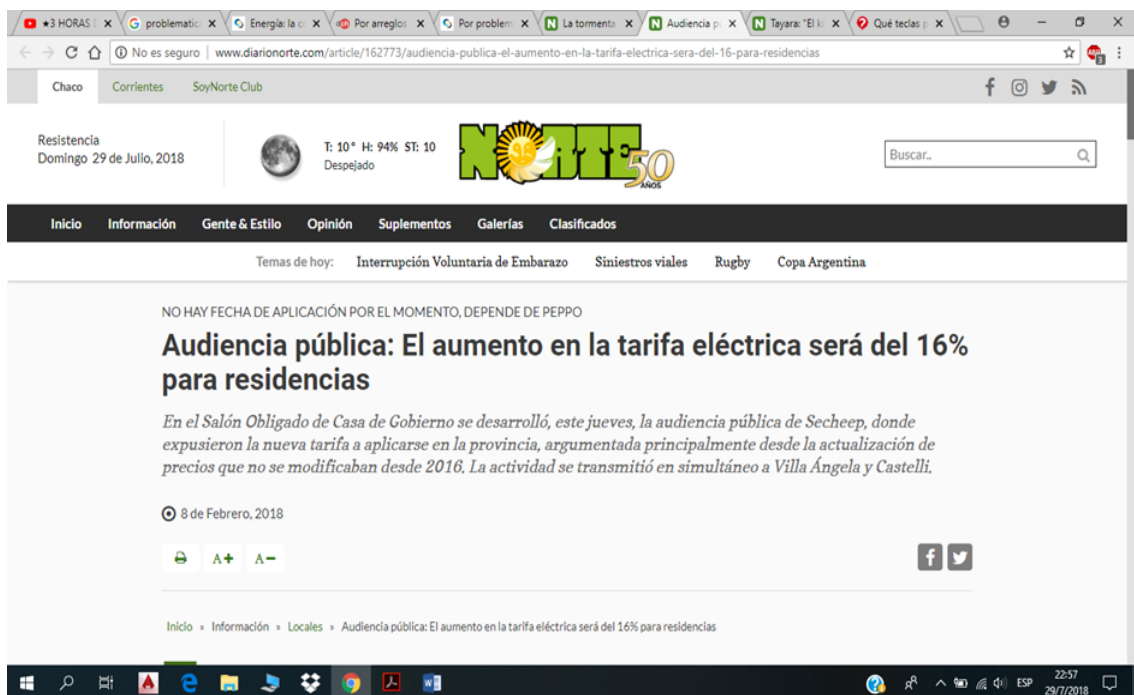 ★3 HORAS
problematic
Energía: la c
Por arreglos
Por problem
La tormenta
Audiencia p
Tayara: "El k
Qué teclas p
No es seguro | www.diarionorte.com/article/162773/audiencia-publica-el-aumento-en-la-tarifa-electrica-sera-del-16-para-residencias
ABP
3
Chaco Corrientes SoyNorte Club
Resistencia
Domingo 29 de Julio, 2018
T: 10° H: 94% ST: 10
Despejado
NORTE
50
AÑOS
Buscar..
Inicio Información Gente & Estilo Opinión Suplementos Galerías Clasificados
Temas de hoy: Interrupción Voluntaria de Embarazo Siniestros viales Rugby Copa Argentina
NO HAY FECHA DE APLICACIÓN POR EL MOMENTO, DEPENDE DE PEPPO
Audiencia pública: El aumento en la tarifa eléctrica será del 16%
para residencias
En el Salón Obligado de Casa de Gobierno se desarrolló, este jueves, la audiencia pública de Secheep, donde
expusieron la nueva tarifa a aplicarse en la provincia, argumentada principalmente desde la actualización de
precios que no se modificaban desde 2016. La actividad se transmitió en simultáneo a Villa Ángela y Castelli.
8 de Febrero, 2018
A+ A-
Inicio » Información » Locales » Audiencia pública: El aumento en la tarifa eléctrica será del 16% para residencias
ESP
22:57
29/7/2018